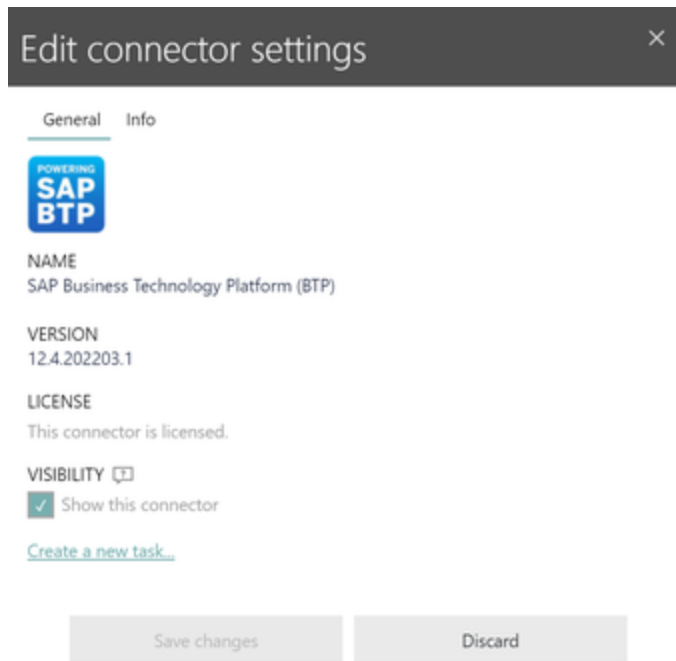 Edit connector settings
General Info
POWERING
SAP
BTP
NAME
SAP Business Technology Platform (BTP)
VERSION
12.4.202203.1
LICENSE
This connector is licensed.
VISIBILITY
Show this connector
Create a new task...
Save changes Discard